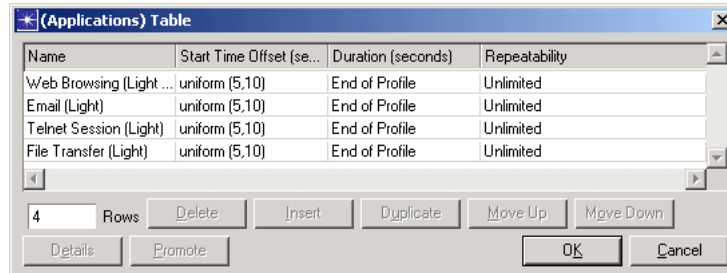 (Applications) Table
Name Start Time Offset (se... Duration (seconds) Repeatability
Web Browsing (Light ... uniform (5,10) End of Profile Unlimited
Email (Light) uniform (5,10) End of Profile Unlimited
Telnet Session (Light) uniform (5,10) End of Profile Unlimited
File Transfer (Light) uniform (5,10) End of Profile Unlimited
4 Rows Delete Insert Duplicate Move Up Move Down
Details Promote OK Cancel